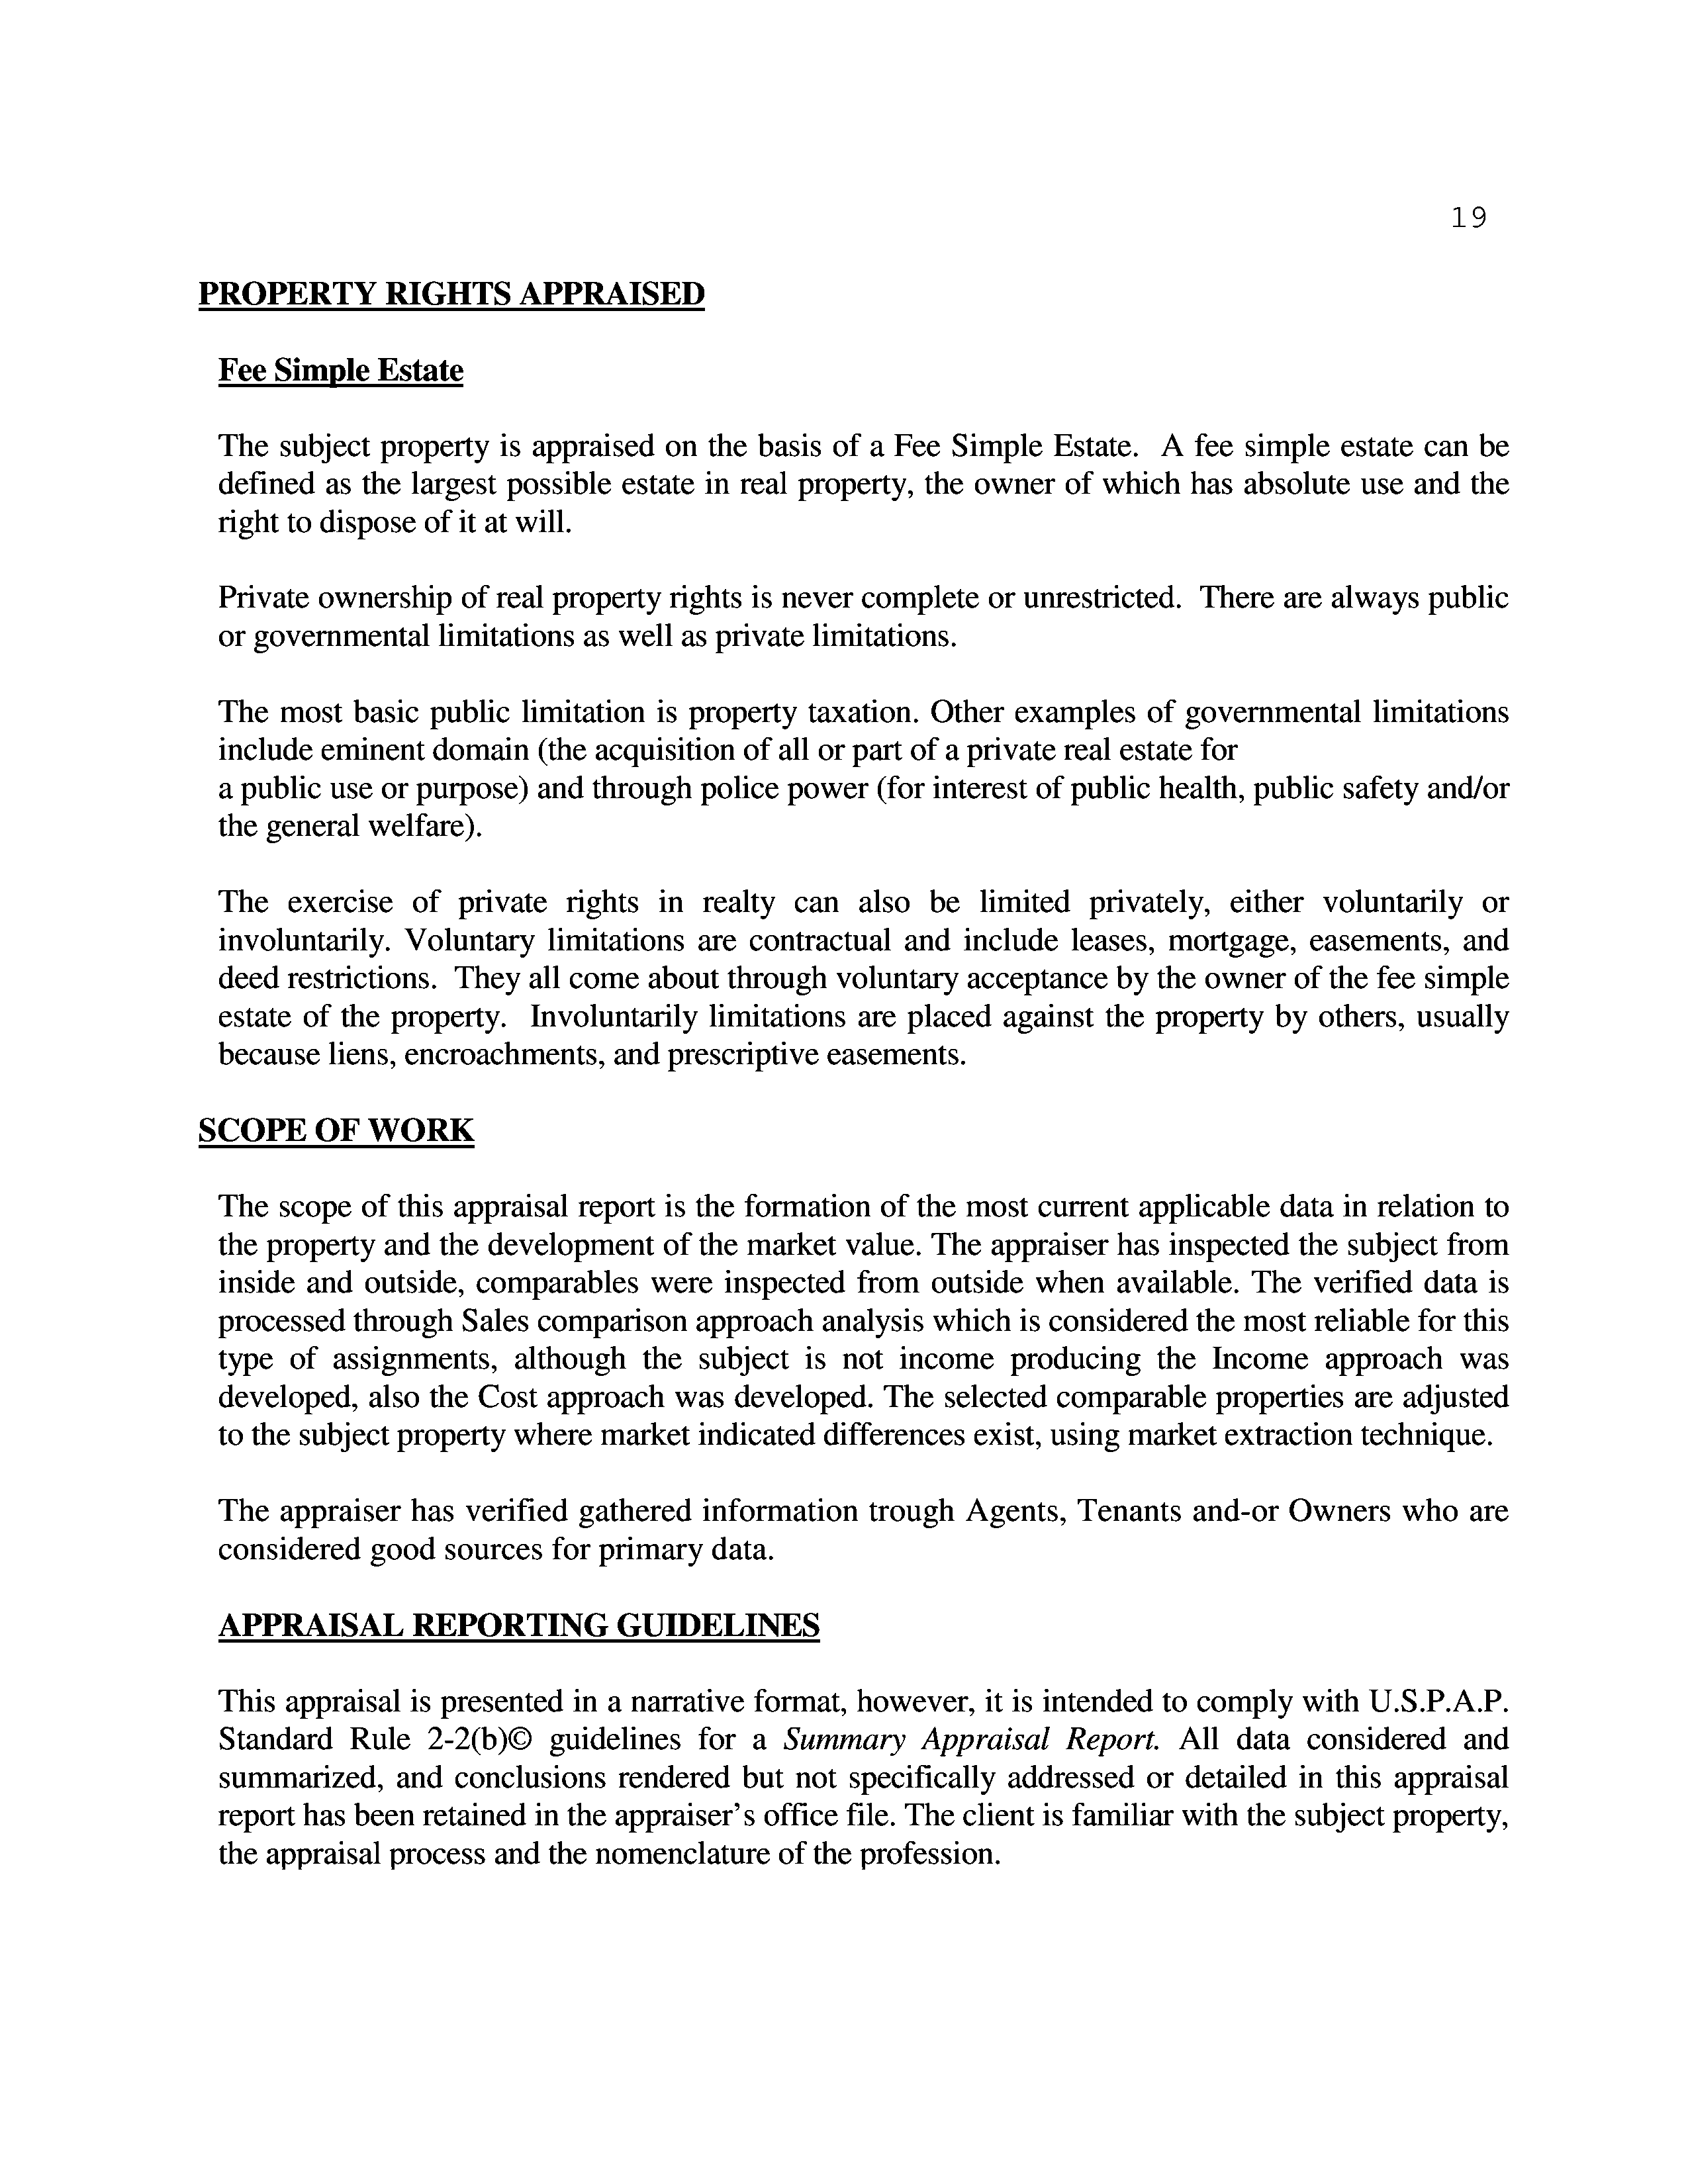 19
PROPERTY RIGHTS APPRAISED
Fee Simple Estate
The subject property is appraised on the basis of a Fee Simple Estate. A fee simple estate can be
defined as the largest possible estate in real property, the owner of which has absolute use and the
right to dispose of it at will.
Private ownership of real property rights is never complete or unrestricted. There are always public
or governmental limitations as well as private limitations.
The most basic public limitation is property taxation. Other examples of governmental limitations
include eminent domain (the acquisition of all or part of a private real estate for
a public use or purpose) and through police power (for interest of public health, public safety and/or
the general welfare).
The exercise of private rights in realty can also be limited privately, either voluntarily or
involuntarily. Voluntary limitations are contractual and include leases, mortgage, easements, and
deed restrictions. They all come about through voluntary acceptance by the owner of the fee simple
estate of the property. Involuntarily limitations are placed against the property by others, usually
because liens, encroachments, and prescriptive easements.
SCOPE OF WORK
The scope of this appraisal report is the formation of the most current applicable data in relation to
the property and the development of the market value. The appraiser has inspected the subject from
inside and outside, comparables were inspected from outside when available. The verified data is
processed through Sales comparison approach analysis which is considered the most reliable for this
type of assignments, although the subject is not income producing the Income approach was
developed, also the Cost approach was developed. The selected comparable properties are adjusted
to the subject property where market indicated differences exist, using market extraction technique.
The appraiser has verified gathered information trough Agents, Tenants and-or Owners who are
considered good sources for primary data.
APPRAISAL REPORTING GUIDELINES
This appraisal is presented in a narrative format, however, it is intended to comply with U.S.P.A.P.
Standard Rule 2-2(b)© guidelines for a Summary Appraisal Report. All data considered and
summarized, and conclusions rendered but not specifically addressed or detailed in this appraisal
report has been retained in the appraiser’s office file. The client is familiar with the subject property,
the appraisal process and the nomenclature of the profession.